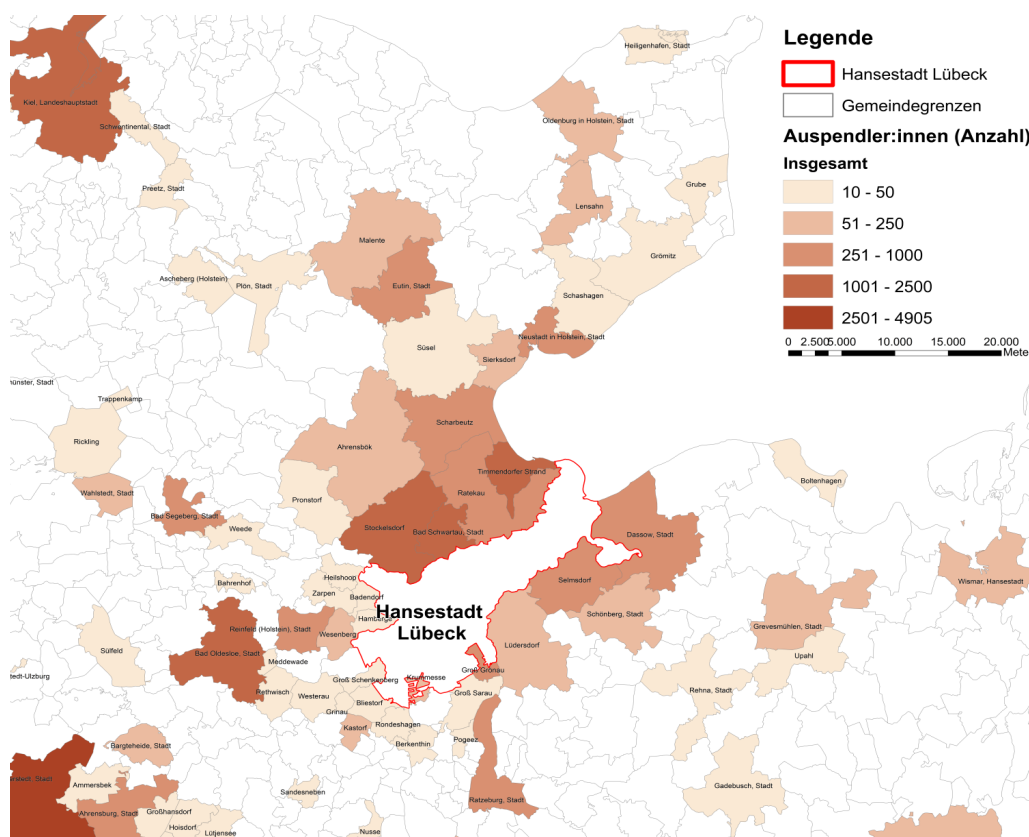 Heiligenhafen, Stadt
Legende
Hansestadt Lübeck
Gemeindegrenzen
Auspendler:innen (Anzahl)
Insgesamt
10 - 50
51 - 250
251 - 1000
1001 - 2500
2501 - 4905
0 2.500 5.000 10.000 15.000 20.000
Mete
Kiel, Landeshauptstadt
Schwentinental, Stadt
Oldenburg in Holstein, Stadt
Preetz, Stadt
Grube
Lensahn
Malente
Grömitz
Ascheberg (Holstein)
Plön, Stadt
Eutin, Stadt
Schashagen
Neustadt in Holstein, Stadt
Süsel
Sierksdorf
münster, Stadt
Trappenkamp
Rickling
Scharbeutz
Ahrensbök
Timmendorfer Strand
Boltenhagen
Wahlstedt, Stadt
Pronstorf
Ratekau
Bad Segeberg, Stadt
Weede
Stockelsdorf
Bad Schwartau, Stadt
Dassow, Stadt
Heilshoop
Selmsdorf
Wismar, Hansestadt
Bahrenhof
Zarpen
Badendorf
Hansestadt
Lübeck
Hamberge
Schönberg, Stadt
Grevesmühlen, Stadt
Reinfeld (Holstein), Stadt
Wesenberg
Lüdersdorf
Sülfeld
Bad Oldesloe, Stadt
Meddewade
Upahl
Groß Grönau
stedt-Ulzburg
Groß Schenkenberg
Krummesse
Rethwisch
Westerau
Bliestorf
Groß Sarau
Rehna, Stadt
Grinau
Kastorf
Rondeshagen
Pogeez
Berkenthin
Bargteheide, Stadt
Ammersbek
Sandesneben
Gadebusch, Stadt
Ratzeburg, Stadt
Ahrensburg, Stadt
Großhansdorf
Hoisdorf
Lütjensee
Nusse